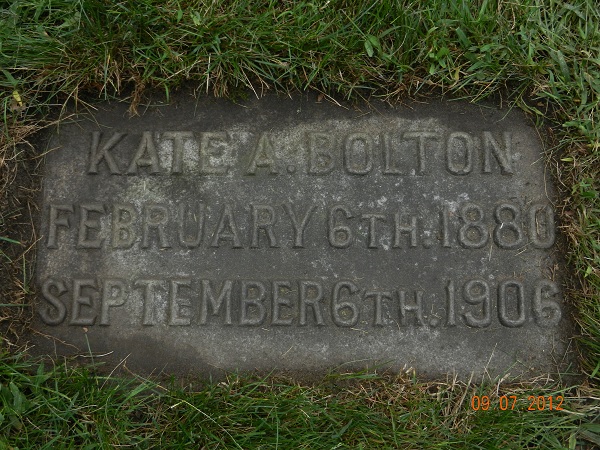 KATE A. BOLTON
FEBRUARY 6TH. 1880
SEPTEMBER 6TH. 1906
09.07.2012